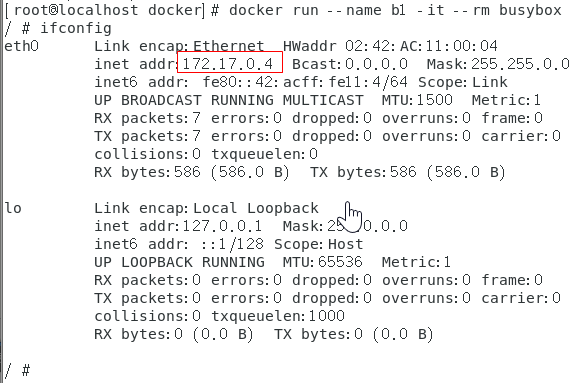 [root@localhost docker]# docker run --name b1 -it --rm busybox
/ # ifconfig
eth0 Link encap:Ethernet HWaddr 02:42:AC:11:00:04
inet addr:172.17.0.4 Bcast:0.0.0.0 Mask:255.255.0.0
inet6 addr: fe80::42:acff:fe11:4/64 Scope:Link
UP BROADCAST RUNNING MULTICAST MTU:1500 Metric:1
RX packets:7 errors:0 dropped:0 overruns:0 frame:0
TX packets:7 errors:0 dropped:0 overruns:0 carrier:0
collisions:0 txqueuelen:0
RX bytes:586 (586.0 B) TX bytes:586 (586.0 B)
lo Link encap:Local Loopback
inet addr:127.0.0.1 Mask:
inet6 addr: ::1/128 Scope:Host
UP LOOPBACK RUNNING MTU:65536 Metric:1
RX packets:0 errors:0 dropped:0 overruns:0 frame:0
TX packets:0 errors:0 dropped:0 overruns:0 carrier:0
collisions:0 txqueuelen:1000
RX bytes:0 (0.0 B) TX bytes:0 (0.0 B)
/ #